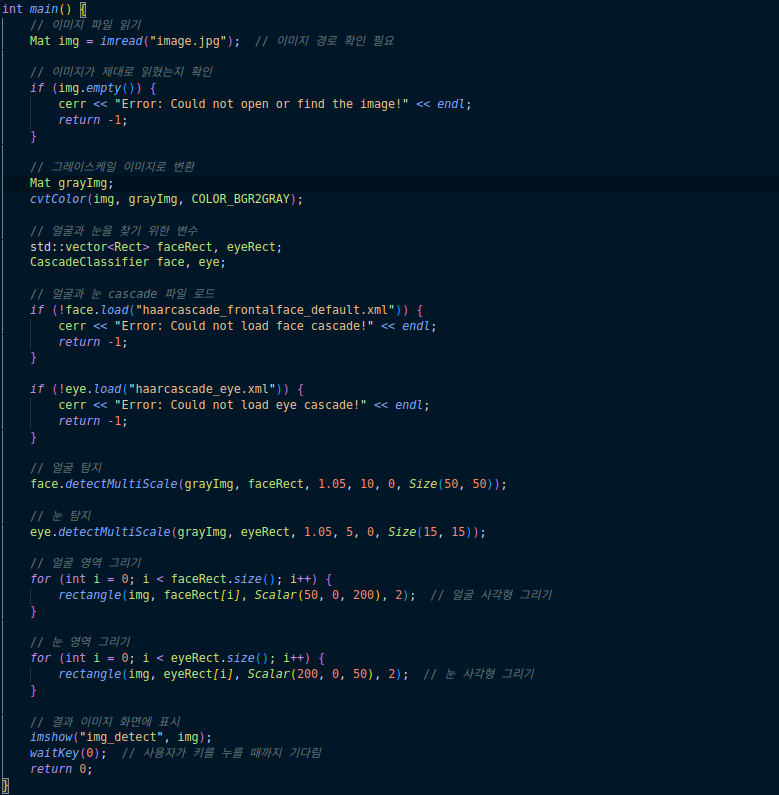 int main() {
// 이미지 파일 읽기
Mat img = imread("image.jpg");  // 이미지 경로 확인 필요
// 이미지가 제대로 읽혔는지 확인
if (img.empty()) {
cerr << "Error: Could not open or find the image!" << endl;
return -1;
}
// 그레이스케일 이미지로 변환
Mat grayImg;
cvtColor(img, grayImg, COLOR_BGR2GRAY);
// 얼굴과 눈을 찾기 위한 변수
std::vector<Rect> faceRect, eyeRect;
CascadeClassifier face, eye;
// 얼굴과 눈 cascade 파일 로드
if (!face.load("haarcascade_frontalface_default.xml")) {
cerr << "Error: Could not load face cascade!" << endl;
return -1;
}
if (!eye.load("haarcascade_eye.xml")) {
cerr << "Error: Could not load eye cascade!" << endl;
return -1;
}
// 얼굴 탐지
face.detectMultiScale(grayImg, faceRect, 1.05, 10, 0, Size(50, 50));
// 눈 탐지
eye.detectMultiScale(grayImg, eyeRect, 1.05, 5, 0, Size(15, 15));
// 얼굴 영역 그리기
for (int i = 0; i < faceRect.size(); i++) {
rectangle(img, faceRect[i], Scalar(50, 0, 200), 2);  // 얼굴 사각형 그리기
}
// 눈 영역 그리기
for (int i = 0; i < eyeRect.size(); i++) {
rectangle(img, eyeRect[i], Scalar(200, 0, 50), 2);  // 눈 사각형 그리기
}
// 결과 이미지 화면에 표시
imshow("img_detect", img);
waitKey(0);  // 사용자가 키를 누를 때까지 기다림
return 0;
}